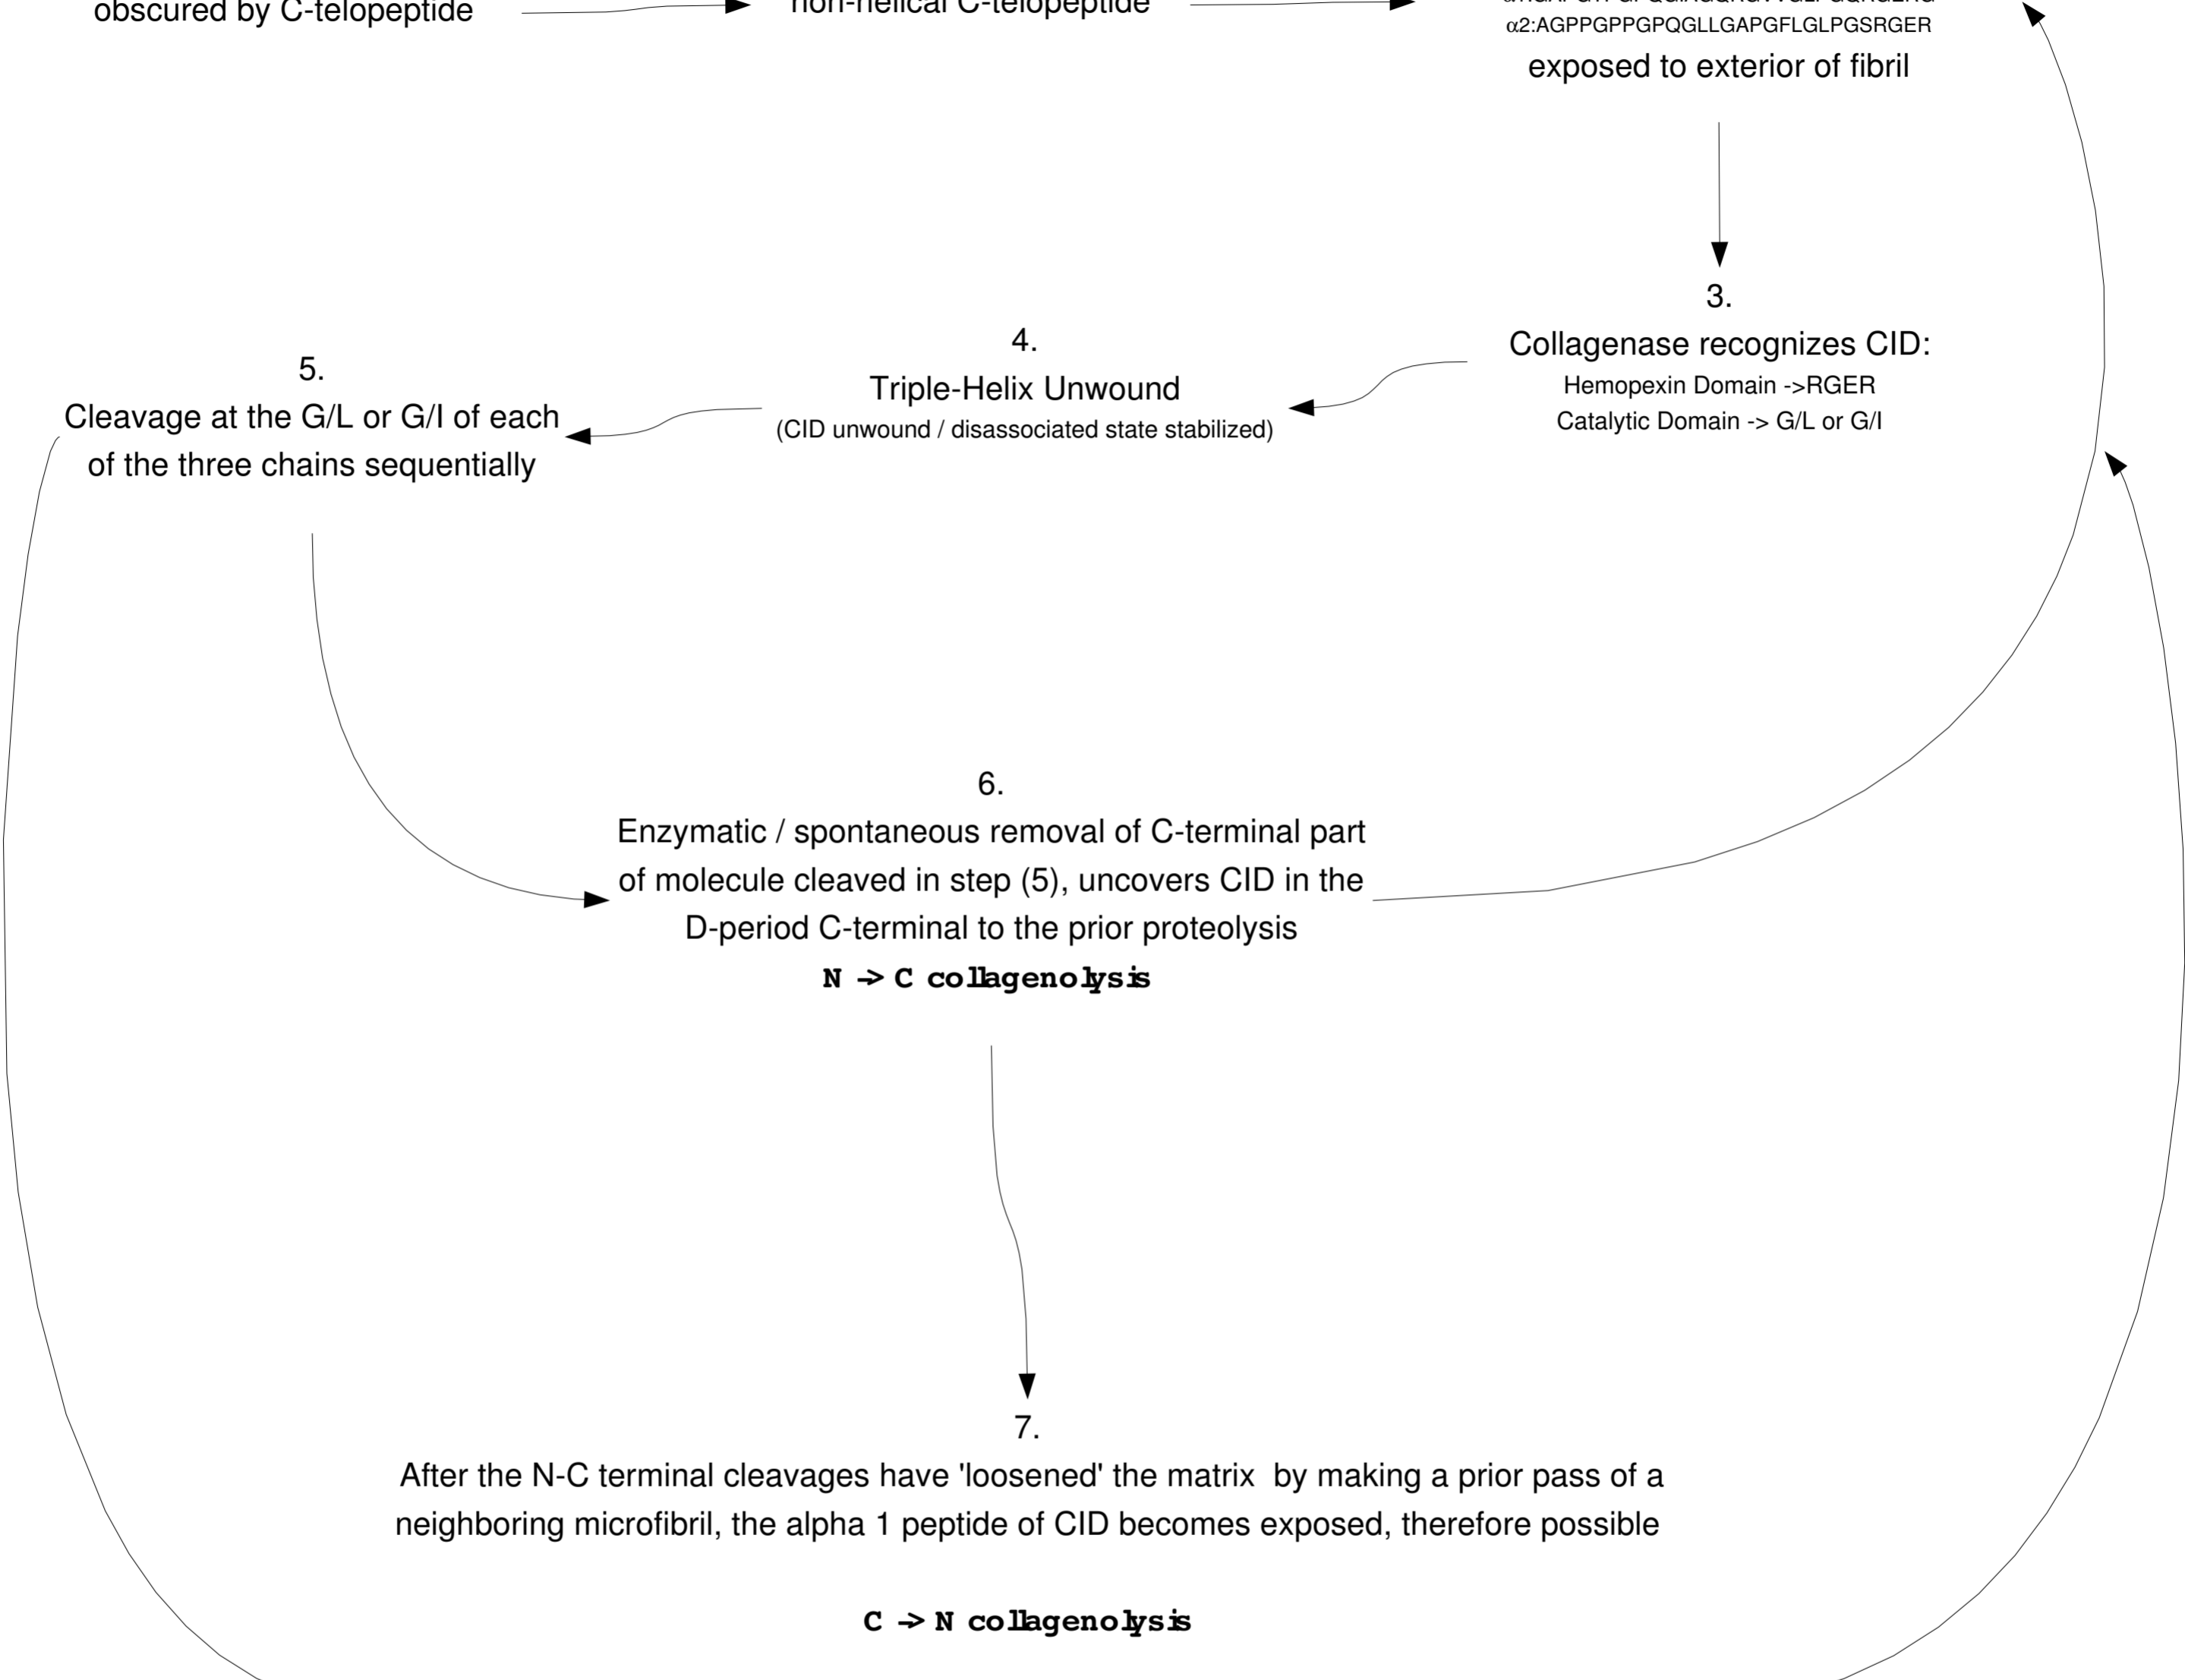 obscured by C-telopeptide
non-helical C-telopeptide
α2:AGPPGPPGPQGLLGAPGFLGLPGSRGER
exposed to exterior of fibril
3.
Collagenase recognizes CID:
Hemopexin Domain ->RGER
Catalytic Domain -> G/L or G/I
4.
Triple-Helix Unwound
(CID unwound / disassociated state stabilized)
5.
Cleavage at the G/L or G/I of each
of the three chains sequentially
6.
Enzymatic / spontaneous removal of C-terminal part
of molecule cleaved in step (5), uncovers CID in the
D-period C-terminal to the prior proteolysis
N -> C collagenolysis
7.
After the N-C terminal cleavages have 'loosened' the matrix by making a prior pass of a
neighboring microfibril, the alpha 1 peptide of CID becomes exposed, therefore possible
C -> N collagenolysis